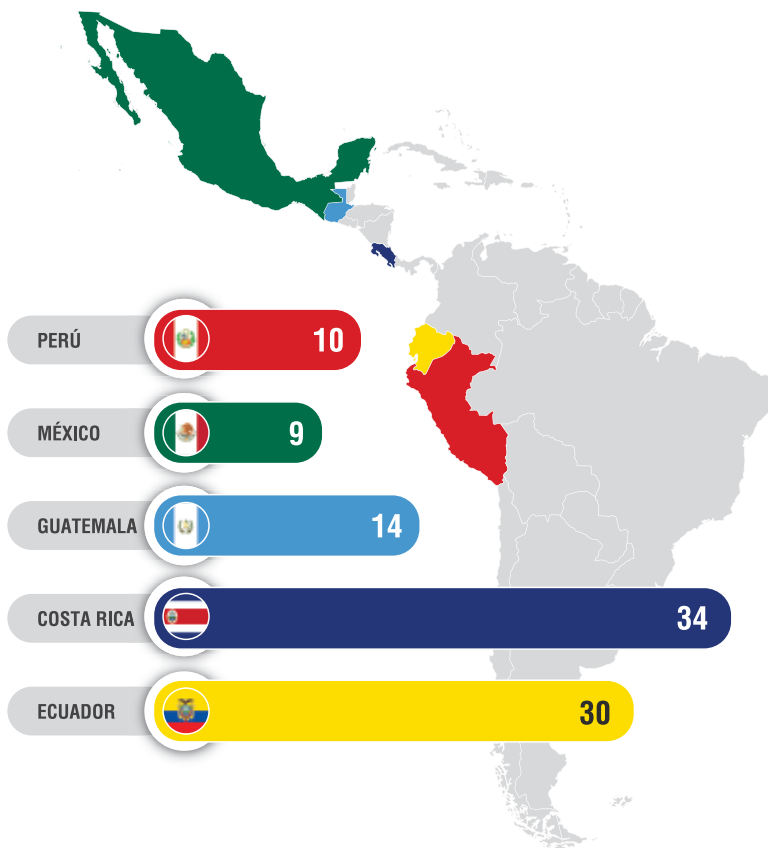 PERÚ 10
MÉXICO 9
GUATEMALA 14
COSTA RICA 34
ECUADOR 30